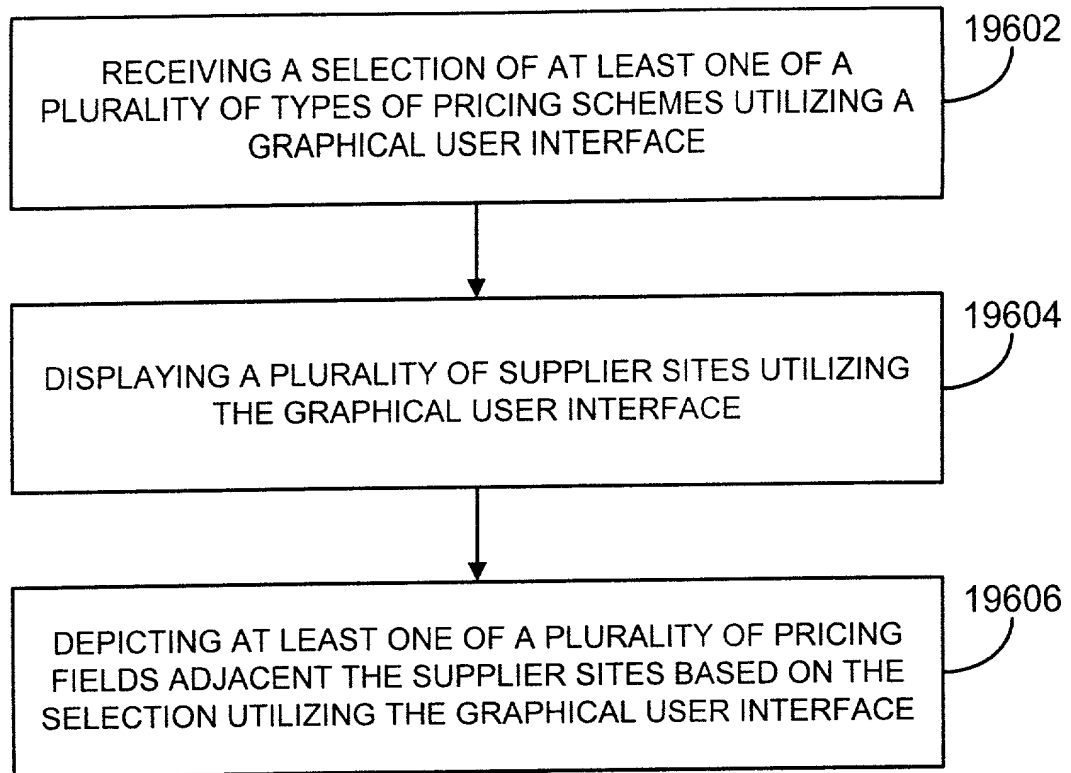 19602
RECEIVING A SELECTION OF AT LEAST ONE OF A
PLURALITY OF TYPES OF PRICING SCHEMES UTILIZING A
GRAPHICAL USER INTERFACE
19604
DISPLAYING A PLURALITY OF SUPPLIER SITES UTILIZING
THE GRAPHICAL USER INTERFACE
19606
DEPICTING AT LEAST ONE OF A PLURALITY OF PRICING
FIELDS ADJACENT THE SUPPLIER SITES BASED ON THE
SELECTION UTILIZING THE GRAPHICAL USER INTERFACE